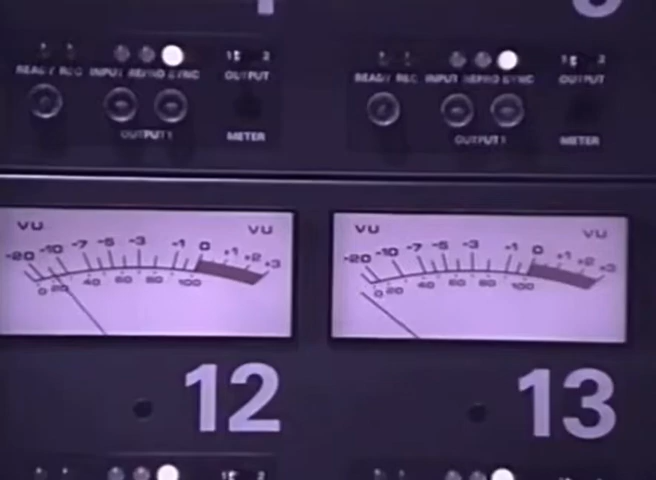 READY REC INPUT REPRO SYNC OUTPUT
OUTPUT 1 METER
READY REC INPUT REPRO SYNC OUTPUT
OUTPUT 1 METER
VU VU
-20 -10 -7 -5 -3 -1 0 +1 +2 +3
0 20 40 60 80 100
VU VU
-20 -10 -7 -5 -3 -1 0 +1 +2 +3
0 20 40 60 80 100
12
13